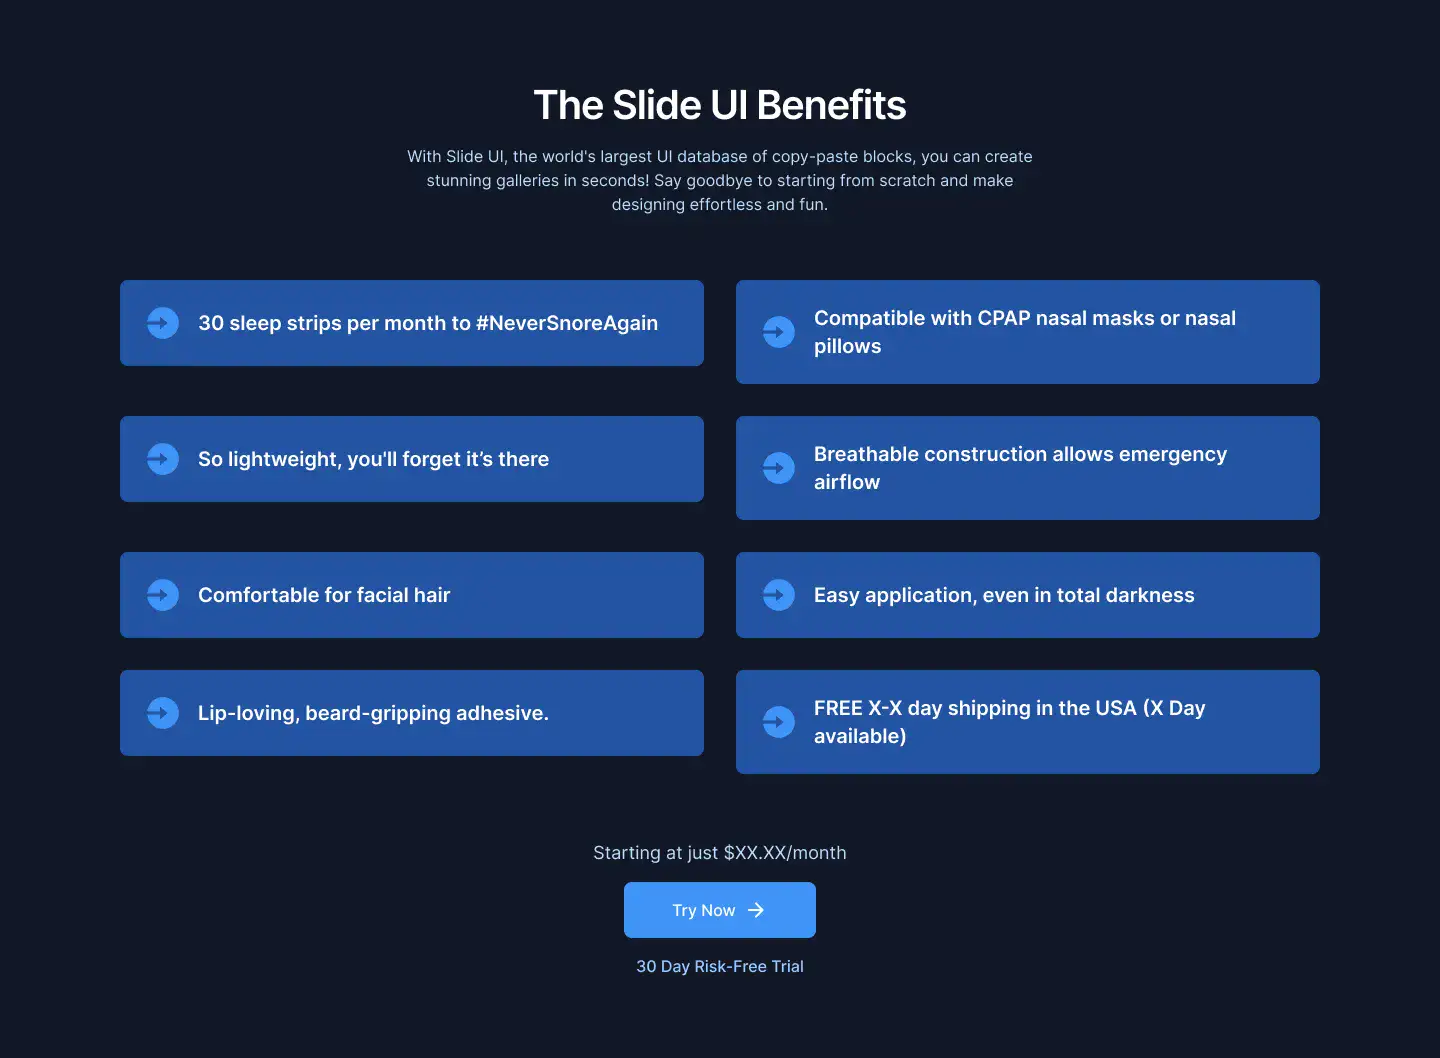 The Slide UI Benefits
With Slide UI, the world's largest UI database of copy-paste blocks, you can create
stunning galleries in seconds! Say goodbye to starting from scratch and make
designing effortless and fun.
30 sleep strips per month to #NeverSnoreAgain
Compatible with CPAP nasal masks or nasal
pillows
So lightweight, you'll forget it’s there
Breathable construction allows emergency
airflow
Comfortable for facial hair
Easy application, even in total darkness
Lip-loving, beard-gripping adhesive.
FREE X-X day shipping in the USA (X Day
available)
Starting at just $XX.XX/month
Try Now
30 Day Risk-Free Trial